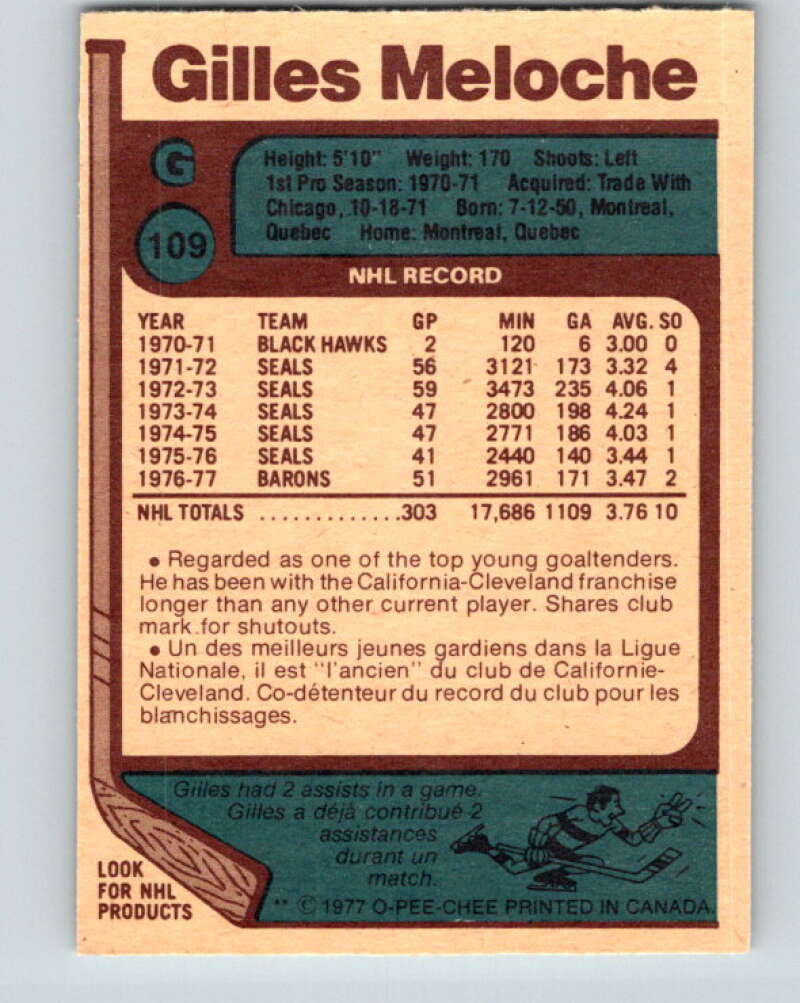 Gilles Meloche
G
Height: 5'10" Weight: 170 Shoots: Left
1st Pro Season: 1970-71 Acquired: Trade With
Chicago, 10-18-71 Born: 7-12-50, Montreal,
Quebec Home: Montreal, Quebec
109
NHL RECORD
YEAR TEAM GP MIN GA AVG. SO
1970-71 BLACK HAWKS 2 120 6 3.00 0
1971-72 SEALS 56 3121 173 3.32 4
1972-73 SEALS 59 3473 235 4.06 1
1973-74 SEALS 47 2800 198 4.24 1
1974-75 SEALS 47 2771 186 4.03 1
1975-76 SEALS 41 2440 140 3.44 1
1976-77 BARONS 51 2961 171 3.47 2
NHL TOTALS .............303 17,686 1109 3.76 10
• Regarded as one of the top young goaltenders.
He has been with the California-Cleveland franchise
longer than any other current player. Shares club
mark for shutouts.
• Un des meilleurs jeunes gardiens dans la Ligue
Nationale, il est "l'ancien" du club de Californie-
Cleveland. Co-détenteur du record du club pour les
blanchissages.
Gilles had 2 assists in a game.
Gilles a déjà contribué 2
assistances
durant un
match.
LOOK
FOR NHL
PRODUCTS
** © 1977 O-PEE-CHEE PRINTED IN CANADA.